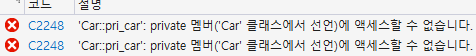 코드 설명
C2248 'Car::pri_car': private 멤버('Car' 클래스에서 선언)에 액세스할 수 없습니다.
C2248 'Car::pri_car': private 멤버('Car' 클래스에서 선언)에 액세스할 수 없습니다.